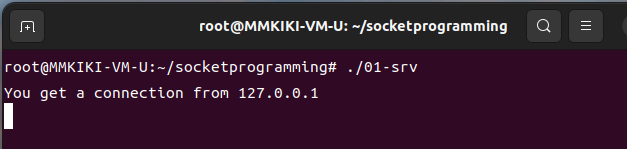 root@MMKIKI-VM-U: ~/socketprogramming
root@MMKIKI-VM-U:~/socketprogramming# ./01-srv
You get a connection from 127.0.0.1